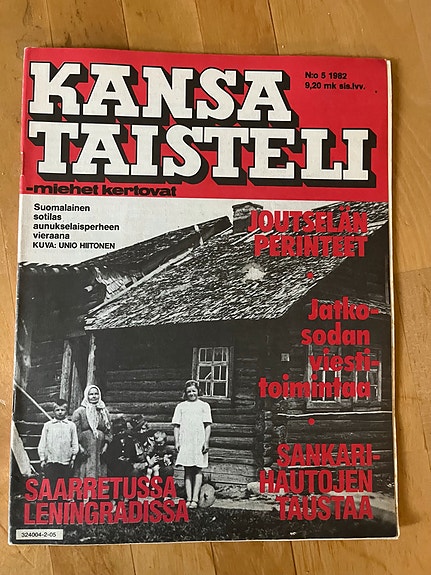 KANSA
TAISTELI
N:o 5 1982
9,20 mk sis.lvv.
-miehet kertovat
Suomalainen
sotilas
aunukselaisperheen
vieraana
KUVA: UNIO HIITONEN
JOUTSELÄN
PERINTEET
•
Jatko-
sodan
viesti-
toimintaa
•
SANKARI-
HAUTOJEN
TAUSTAA
SAARRETUSSA
LENINGRADISSA
324004-2-05